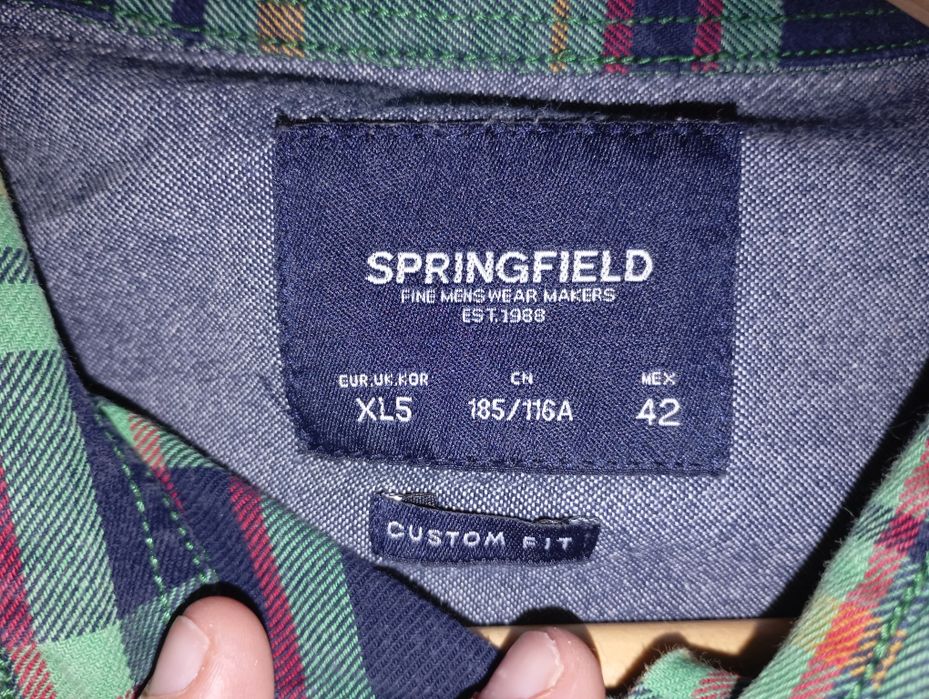 SPRINGFIELD
FINE MENSWEAR MAKERS
EST.1988
EUR.UK.KOR CN MEX
XL5 185/116A 42
CUSTOM FIT